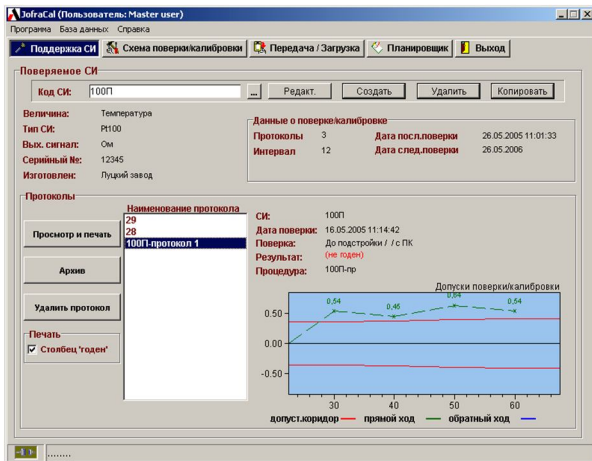 JofraCal (Пользователь: Master user)
Программа База данных Справка
Поддержка СИ Схема поверки/калибровки Передача / Загрузка Планировщик Выход
Поверяемое СИ
Код СИ: 100П ... Редакт. Создать Удалить Копировать
Величина: Температура
Тип СИ: Pt100
Вых. сигнал: Ом
Серийный №: 12345
Изготовлен: Луцкий завод
Данные о поверке/калибровке
Протоколы 3 Дата посл.поверки 26.05.2005 11:01:33
Интервал 12 Дата след.поверки 26.05.2006
Протоколы
Просмотр и печать
Архив
Удалить протокол
Печать
Столбец 'годен'
Наименование протокола
29
28
100П-протокол 1
СИ: 100П
Дата поверки: 16.05.2005 11:14:42
Поверка: До подстройки / / с ПК
Результат: (не годен)
Процедура: 100П-пр
Допуски поверки/калибровки
0,54 0,45 0,64 0,54
0.50
0.00
-0.50
30 40 50 60
допуст.коридор прямой ход обратный ход
........